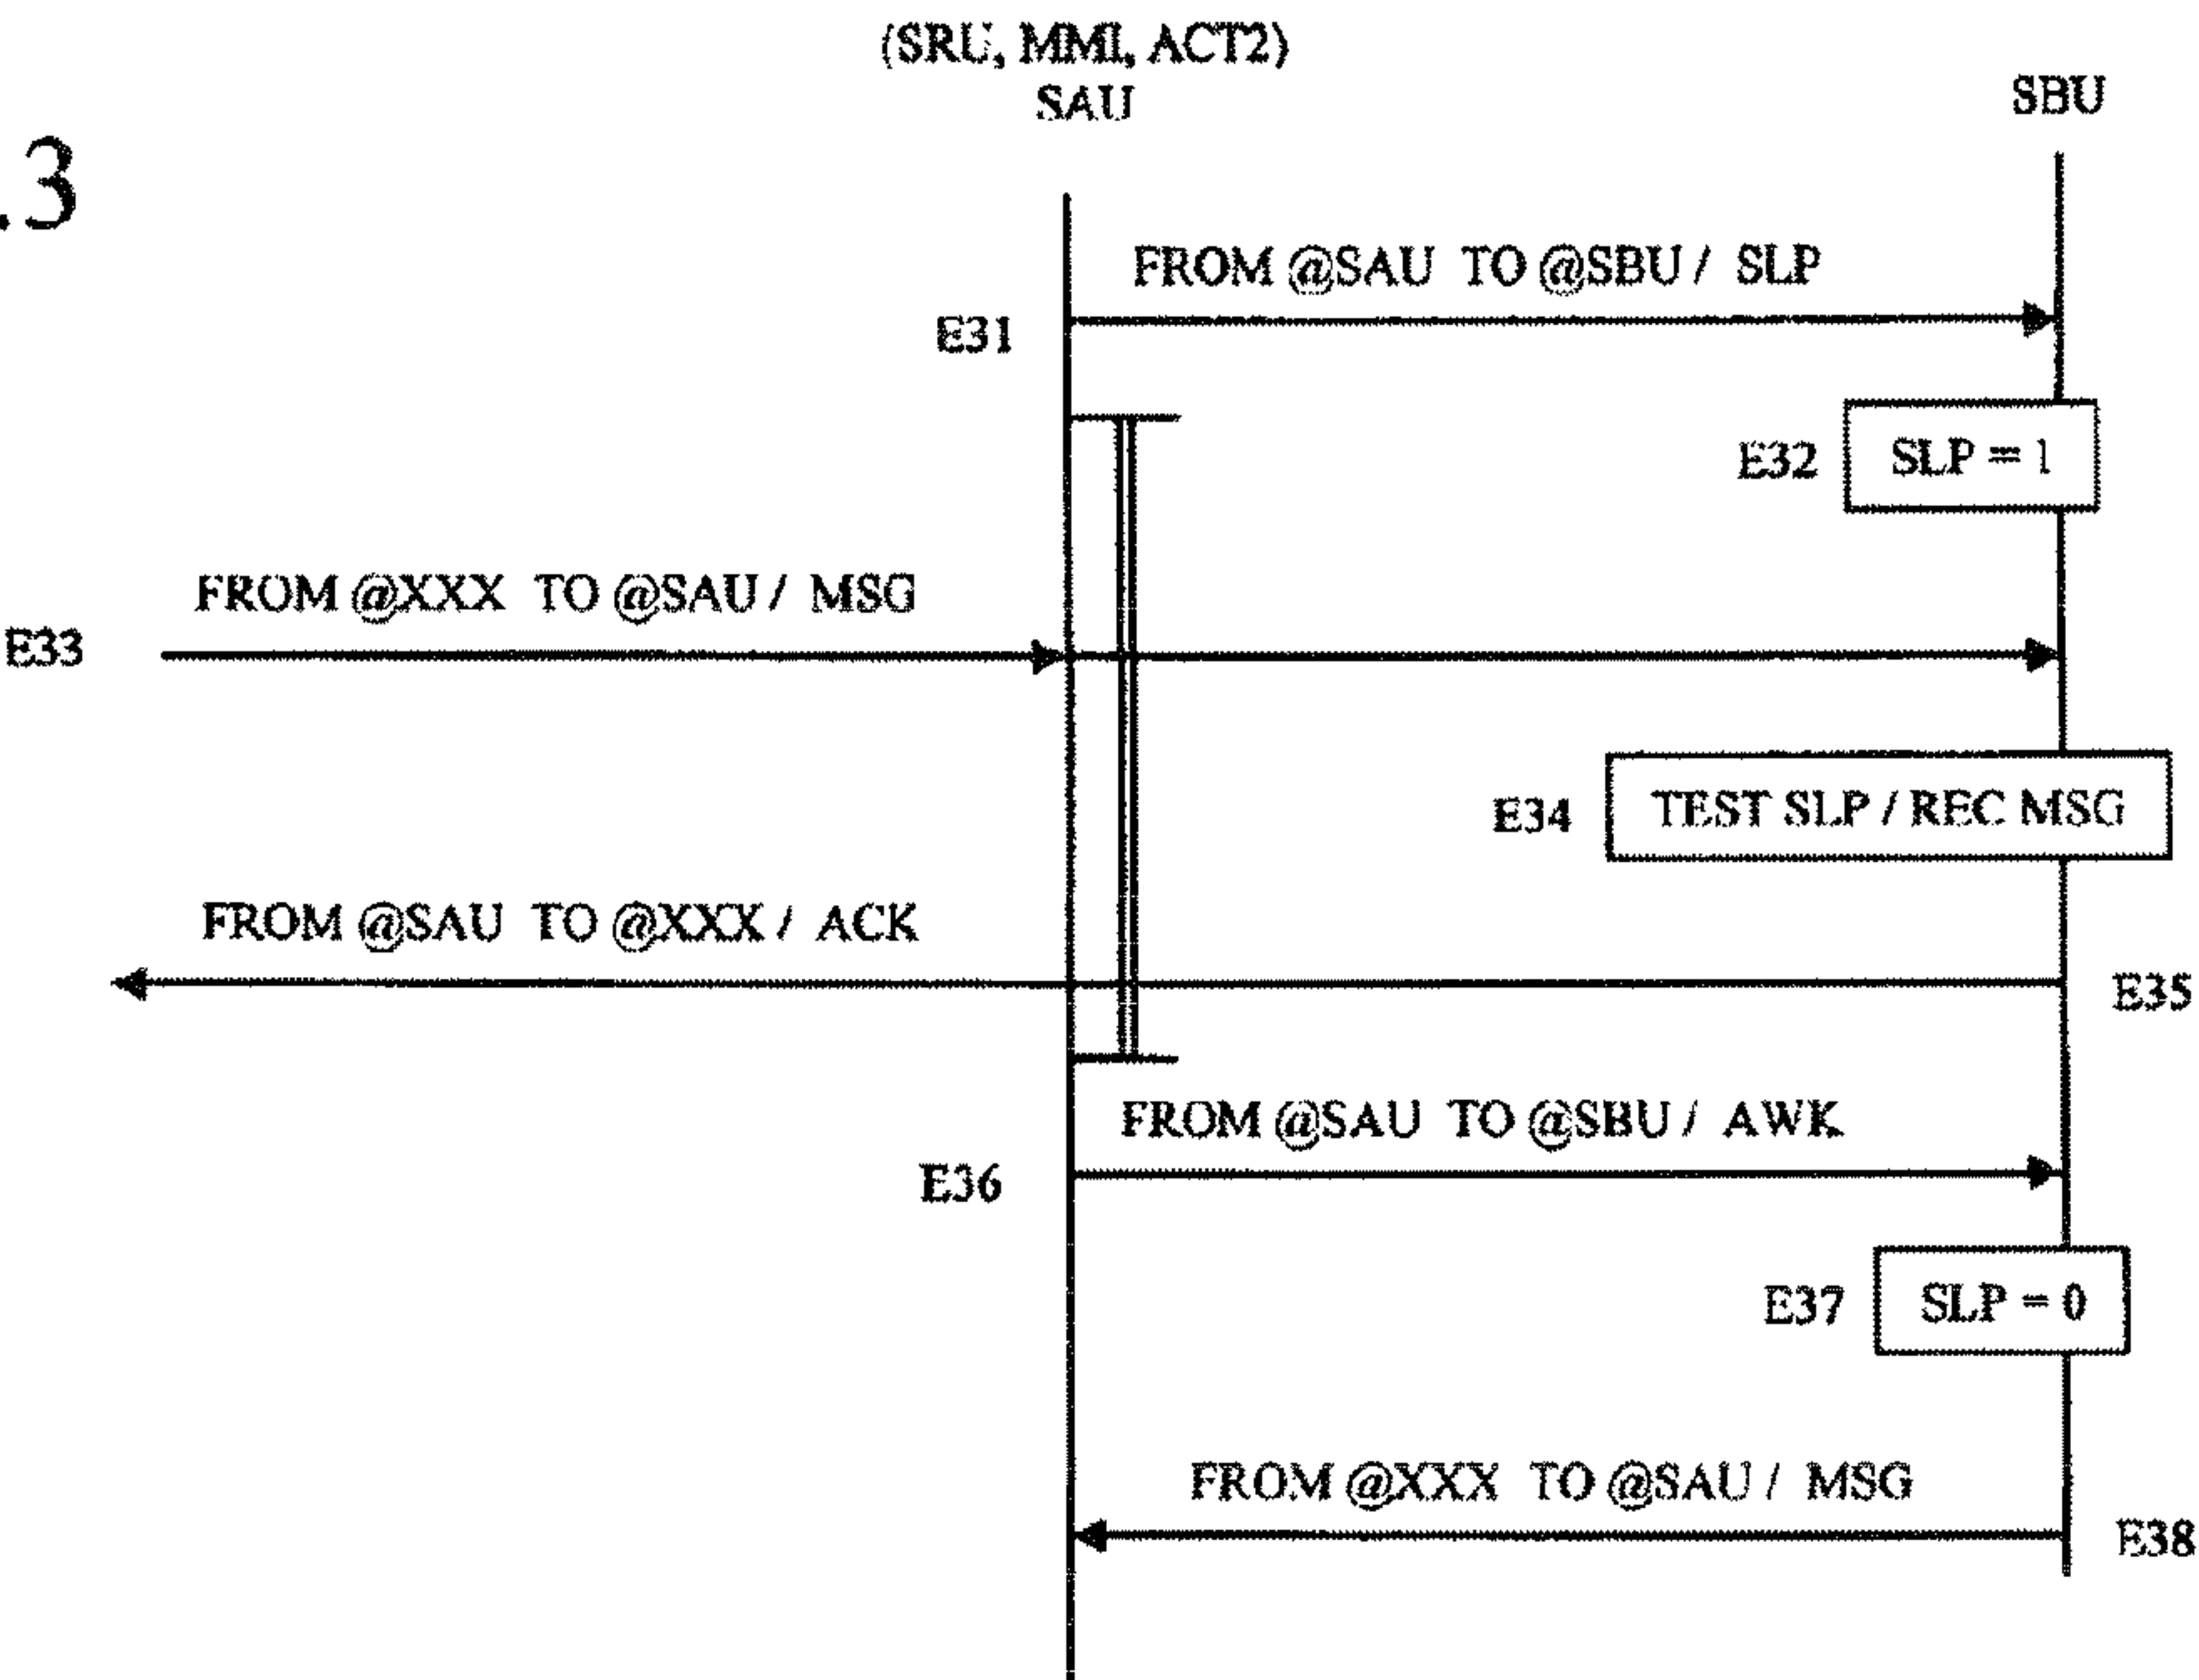 (SRU, MMI, ACT2)
SAU
SBU
.3
FROM @SAU TO @SBU / SLP
E31
E32
SLP = 1
FROM @XXX TO @SAU / MSG
E33
E34
TEST SLP / REC MSG
FROM @SAU TO @XXX / ACK
E35
FROM @SAU TO @SBU / AWK
E36
E37
SLP = 0
FROM @XXX TO @SAU / MSG
E38